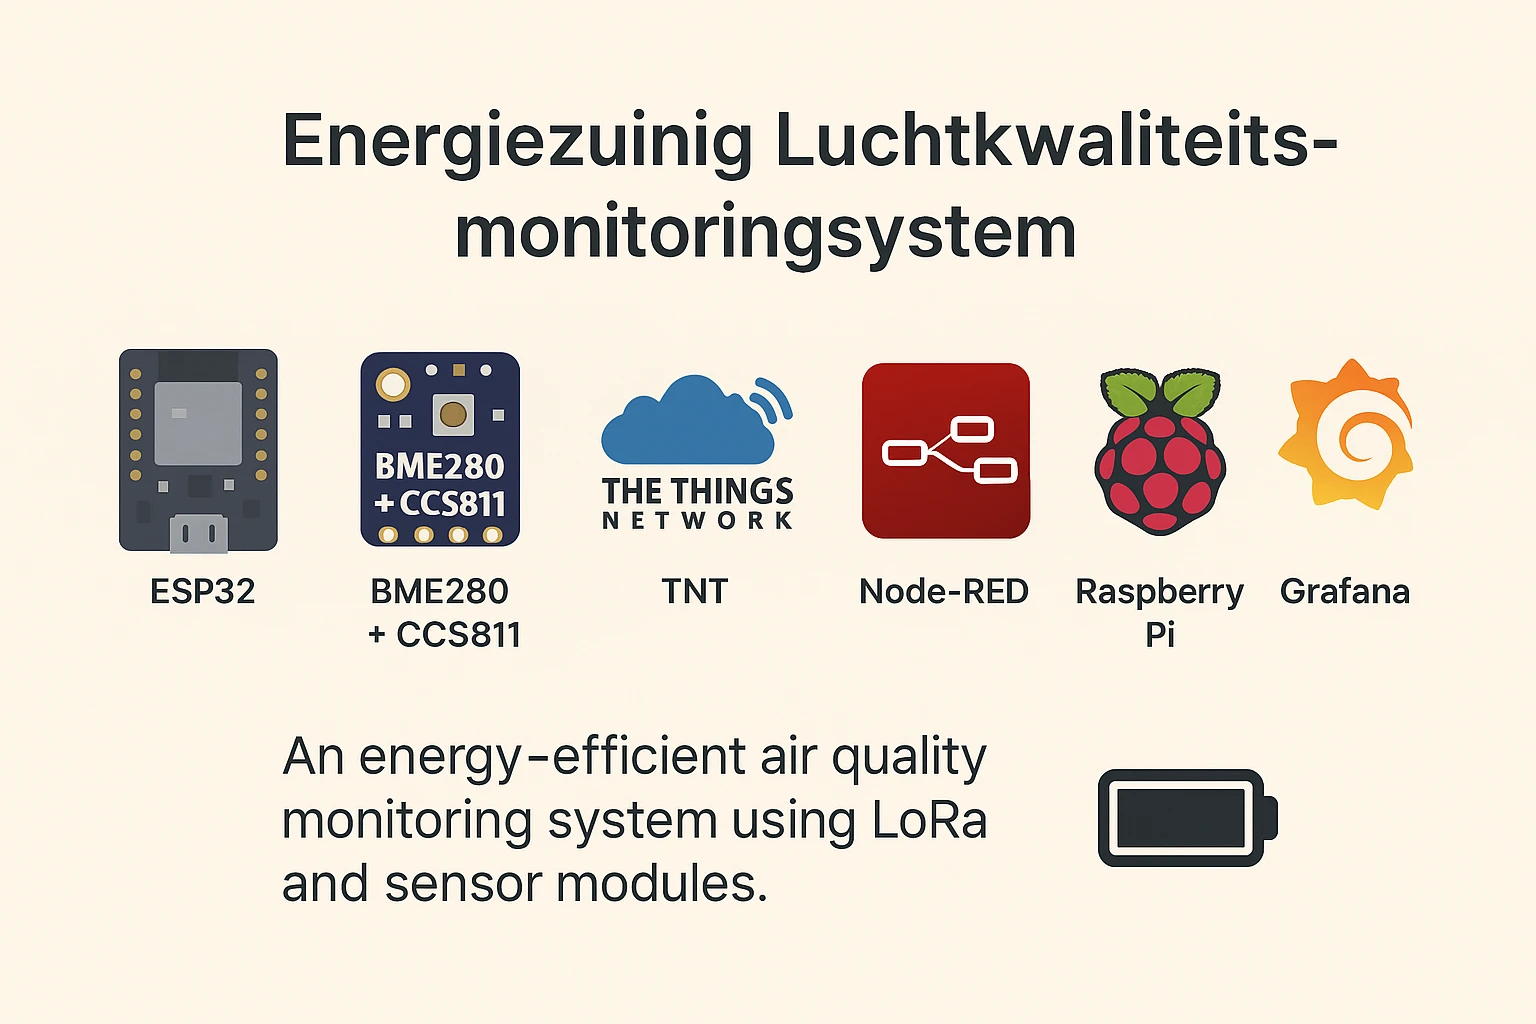 Energiezuinig Luchtkwaliteits-
monitoringsystem
BME280
+ CCS811
THE THINGS
NETWORK
ESP32
BME280
+ CCS811
TNT
Node-RED
Raspberry
Pi
Grafana
An energy-efficient air quality
monitoring system using LoRa
and sensor modules.